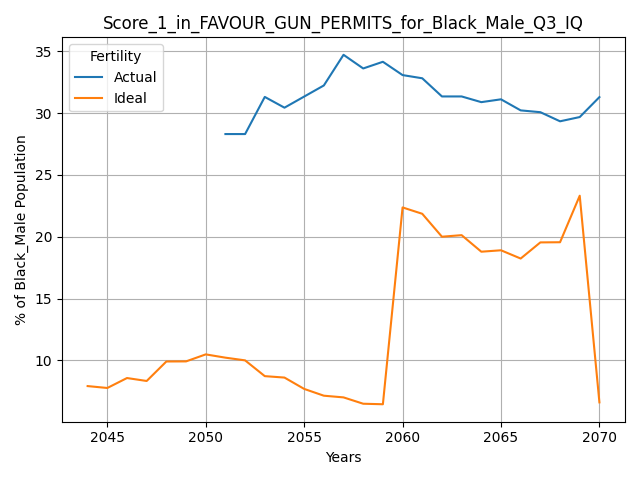 Score_1_in_FAVOUR_GUN_PERMITS_for_Black_Male_Q3_IQ
Fertility
Actual
Ideal
% of Black_Male Population
35
30
25
20
15
10
2045
2050
2055
2060
2065
2070
Years